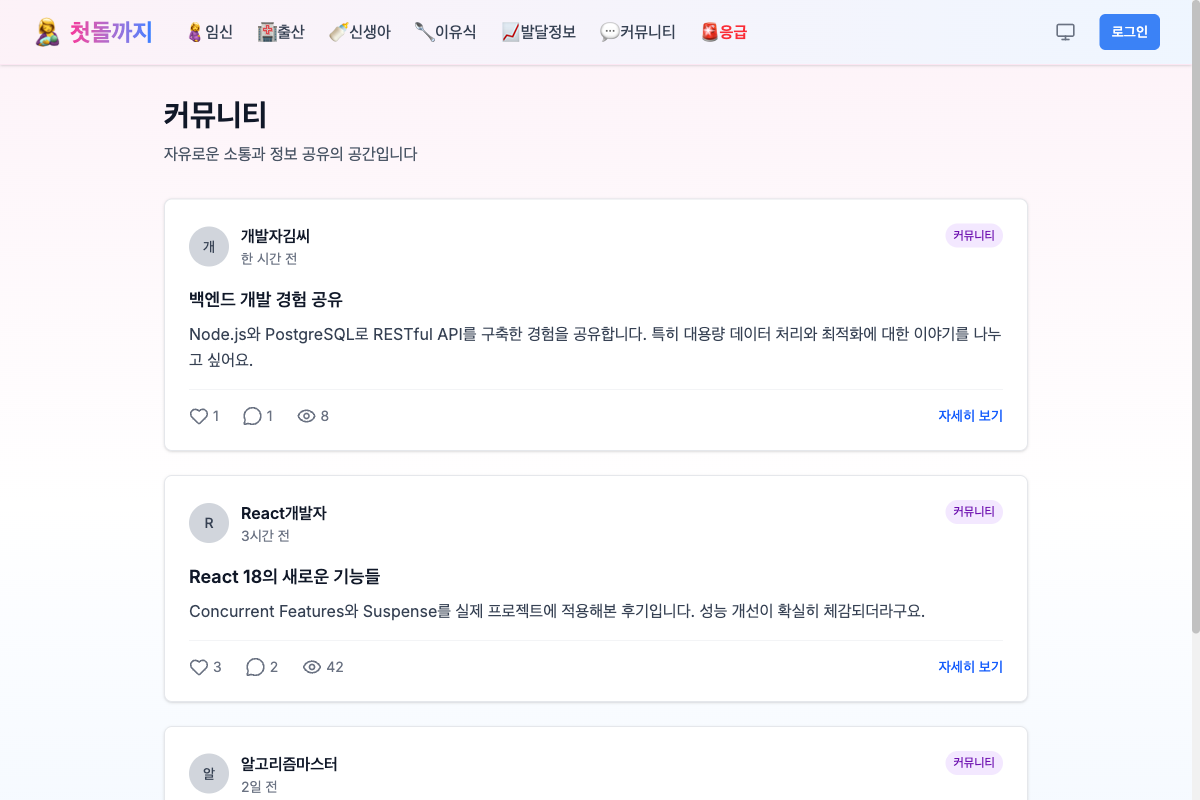 첫돌까지
임신
출산
신생아
이유식
발달정보
커뮤니티
응급
로그인
커뮤니티
자유로운 소통과 정보 공유의 공간입니다
개
개발자김씨
한 시간 전
커뮤니티
백엔드 개발 경험 공유
Node.js와 PostgreSQL로 RESTful API를 구축한 경험을 공유합니다. 특히 대용량 데이터 처리와 최적화에 대한 이야기를 나누
고 싶어요.
1
1
8
자세히 보기
R
React개발자
3시간 전
커뮤니티
React 18의 새로운 기능들
Concurrent Features와 Suspense를 실제 프로젝트에 적용해본 후기입니다. 성능 개선이 확실히 체감되더라구요.
3
2
42
자세히 보기
알
알고리즘마스터
2일 전
커뮤니티